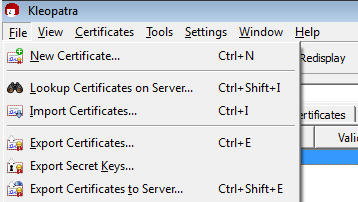 Kleopatra
File View Certificates Tools Settings Window Help
New Certificate... Ctrl+N
Redisplay
Lookup Certificates on Server... Ctrl+Shift+I
Import Certificates... Ctrl+I
ertificates
Export Certificates... Ctrl+E
Vali
Export Secret Keys...
Export Certificates to Server... Ctrl+Shift+E